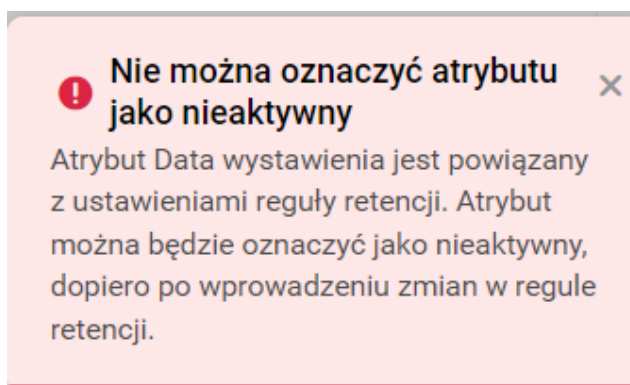 Nie można oznaczyć atrybutu
jako nieaktywny
Atrybut Data wystawienia jest powiązany
z ustawieniami reguły retencji. Atrybut
można będzie oznaczyć jako nieaktywny,
dopiero po wprowadzeniu zmian w regule
retencji.